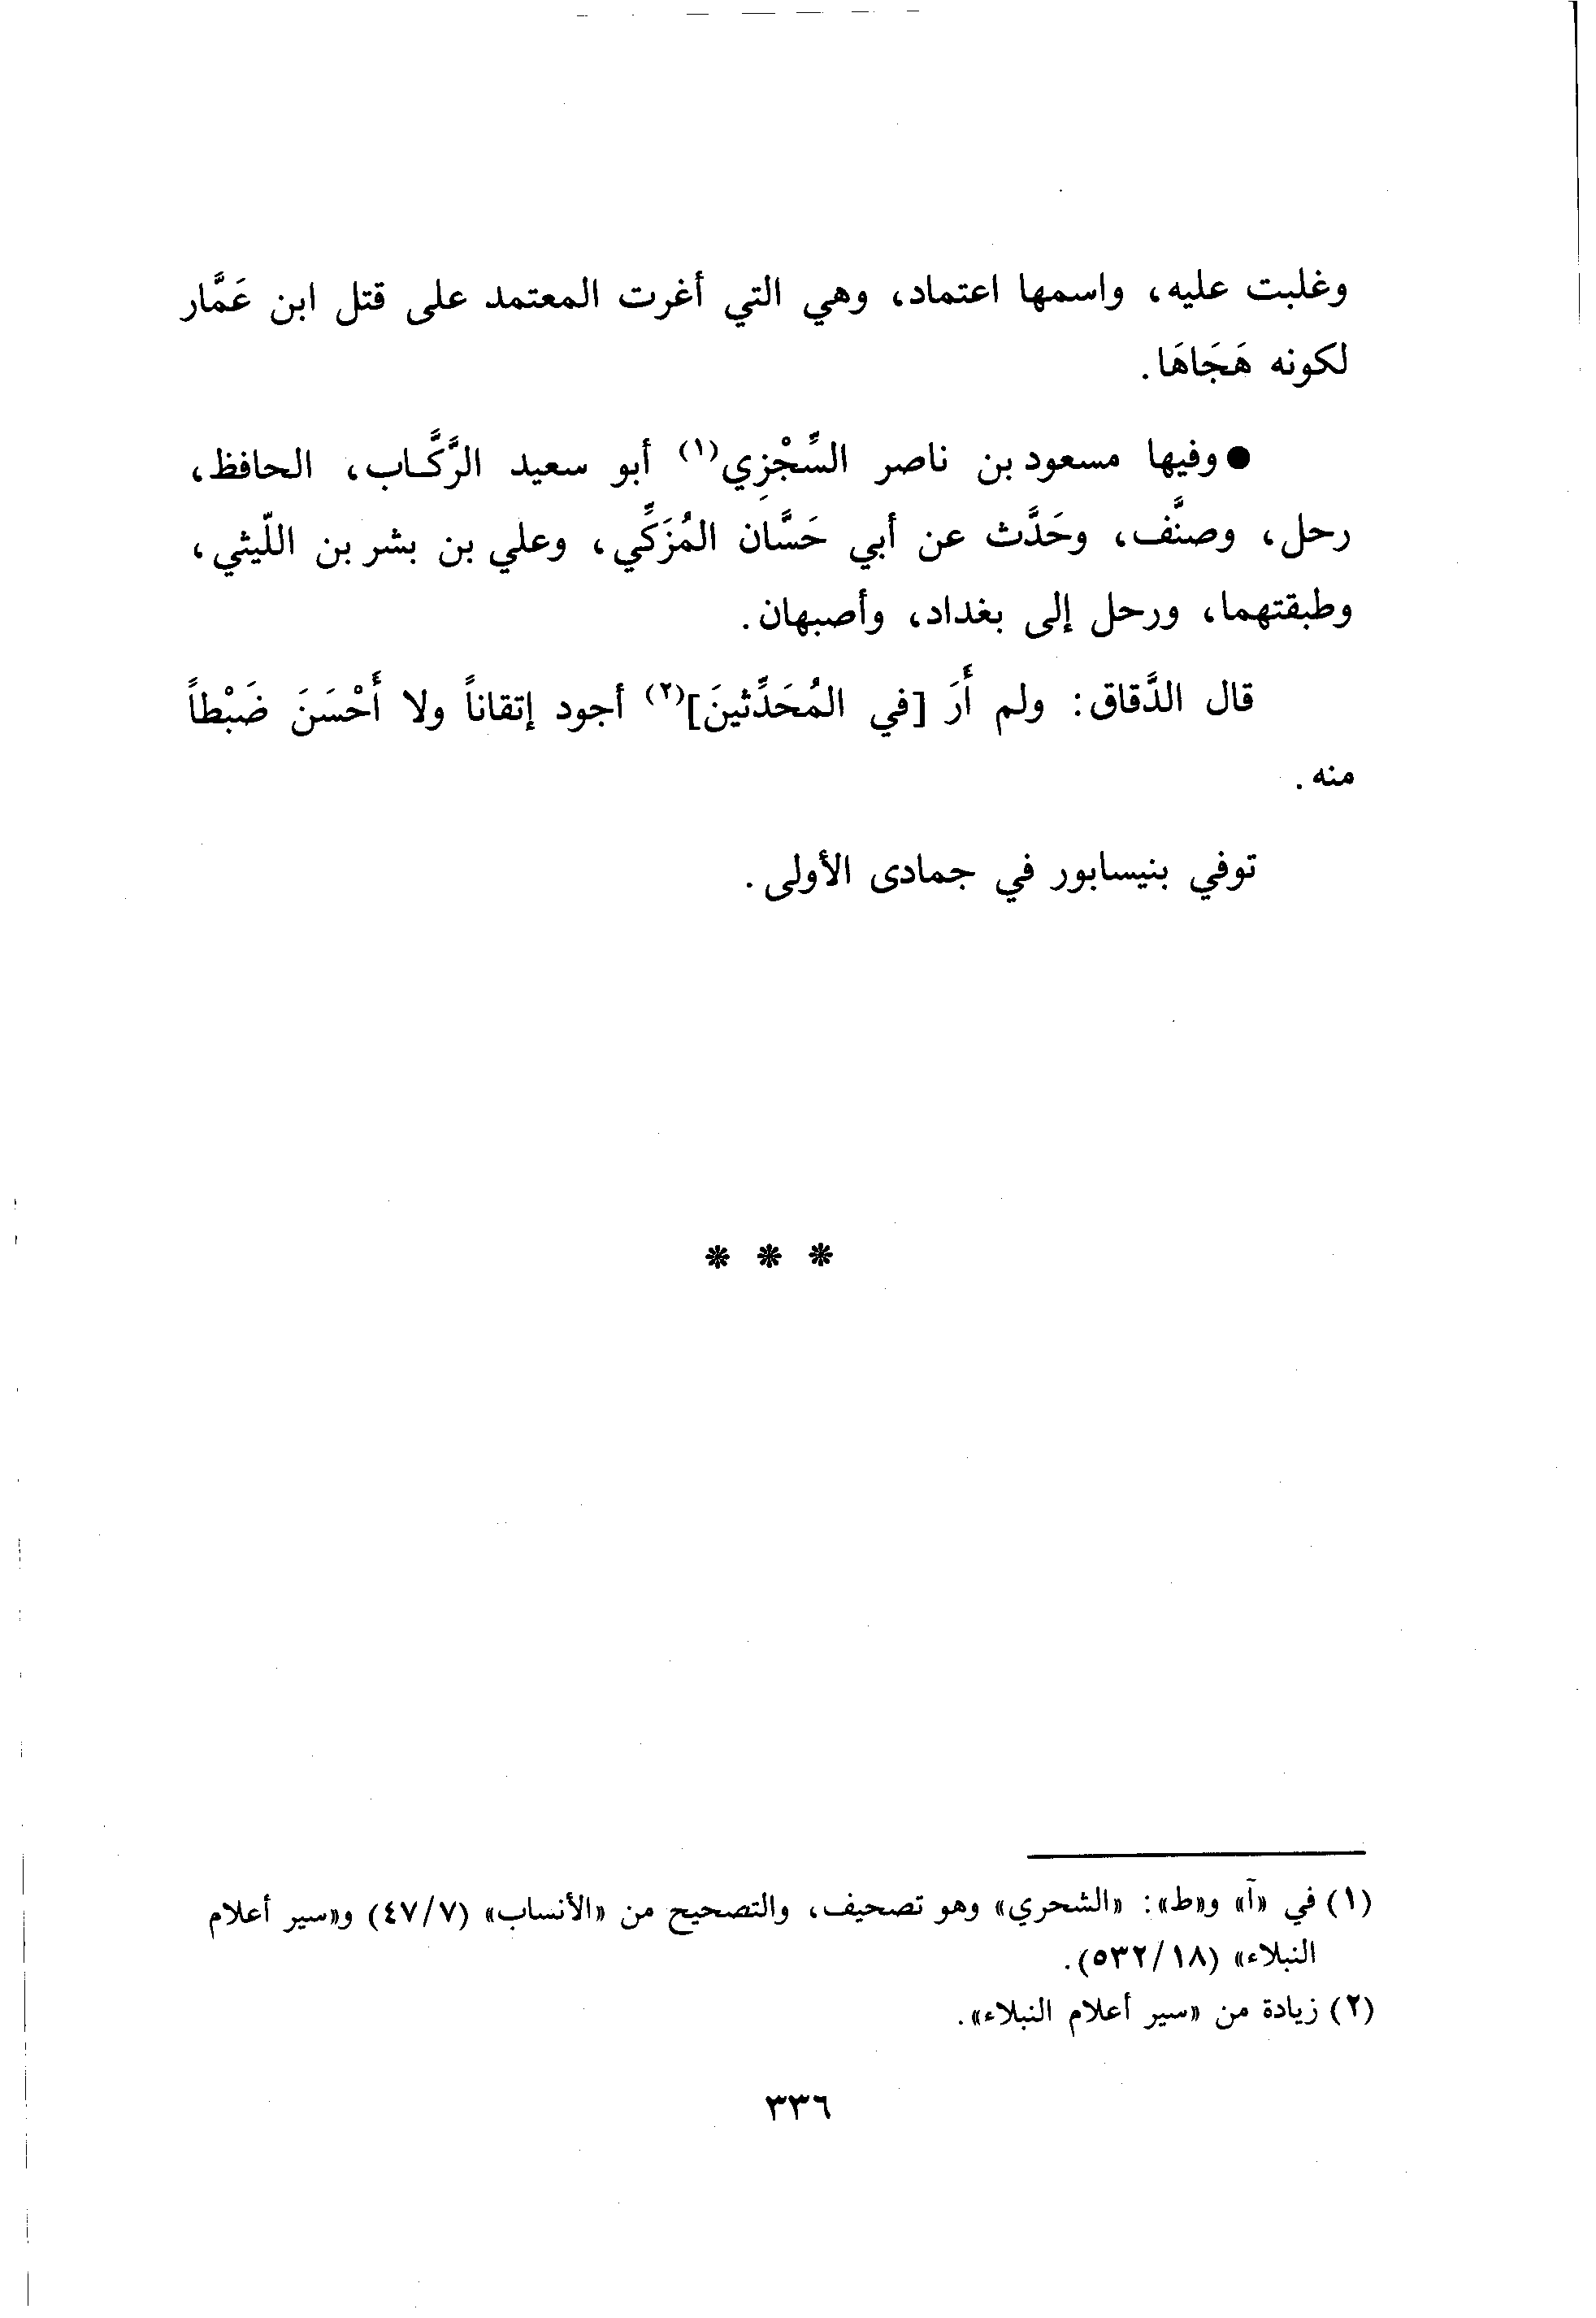 وغلبت عليه، واسمها اعتماد، وهي التي أغرت المعتمد على قتل ابن عَمَّار
لكونه هَجَاهَا.
● وفيها مسعود بن ناصر السِّجْزِي(١) أبو سعيد الرَّكَّـاب، الحافظ،
رحل، وصنَّف، وحَدَّث عن أبي حَسَّان المُزَكِّي، وعلي بن بشر بن اللّيثي،
وطبقتهما، ورحل إلى بغداد، وأصبهان.
قال الدَّقاق: ولم أَرَ [في المُحَدِّثينَ](٢) أجود إتقاناً ولا أَحْسَنَ ضَبْطاً
منه.
توفي بنيسابور في جمادى الأولى.
* * *
(١) في «آ» و«ط»: «الشحري» وهو تصحيف، والتصحيح من «الأنساب» (٤٧/٧) و«سير أعلام
النبلاء» (٥٣٢/١٨).
(٢) زيادة من «سير أعلام النبلاء».
٣٣٦